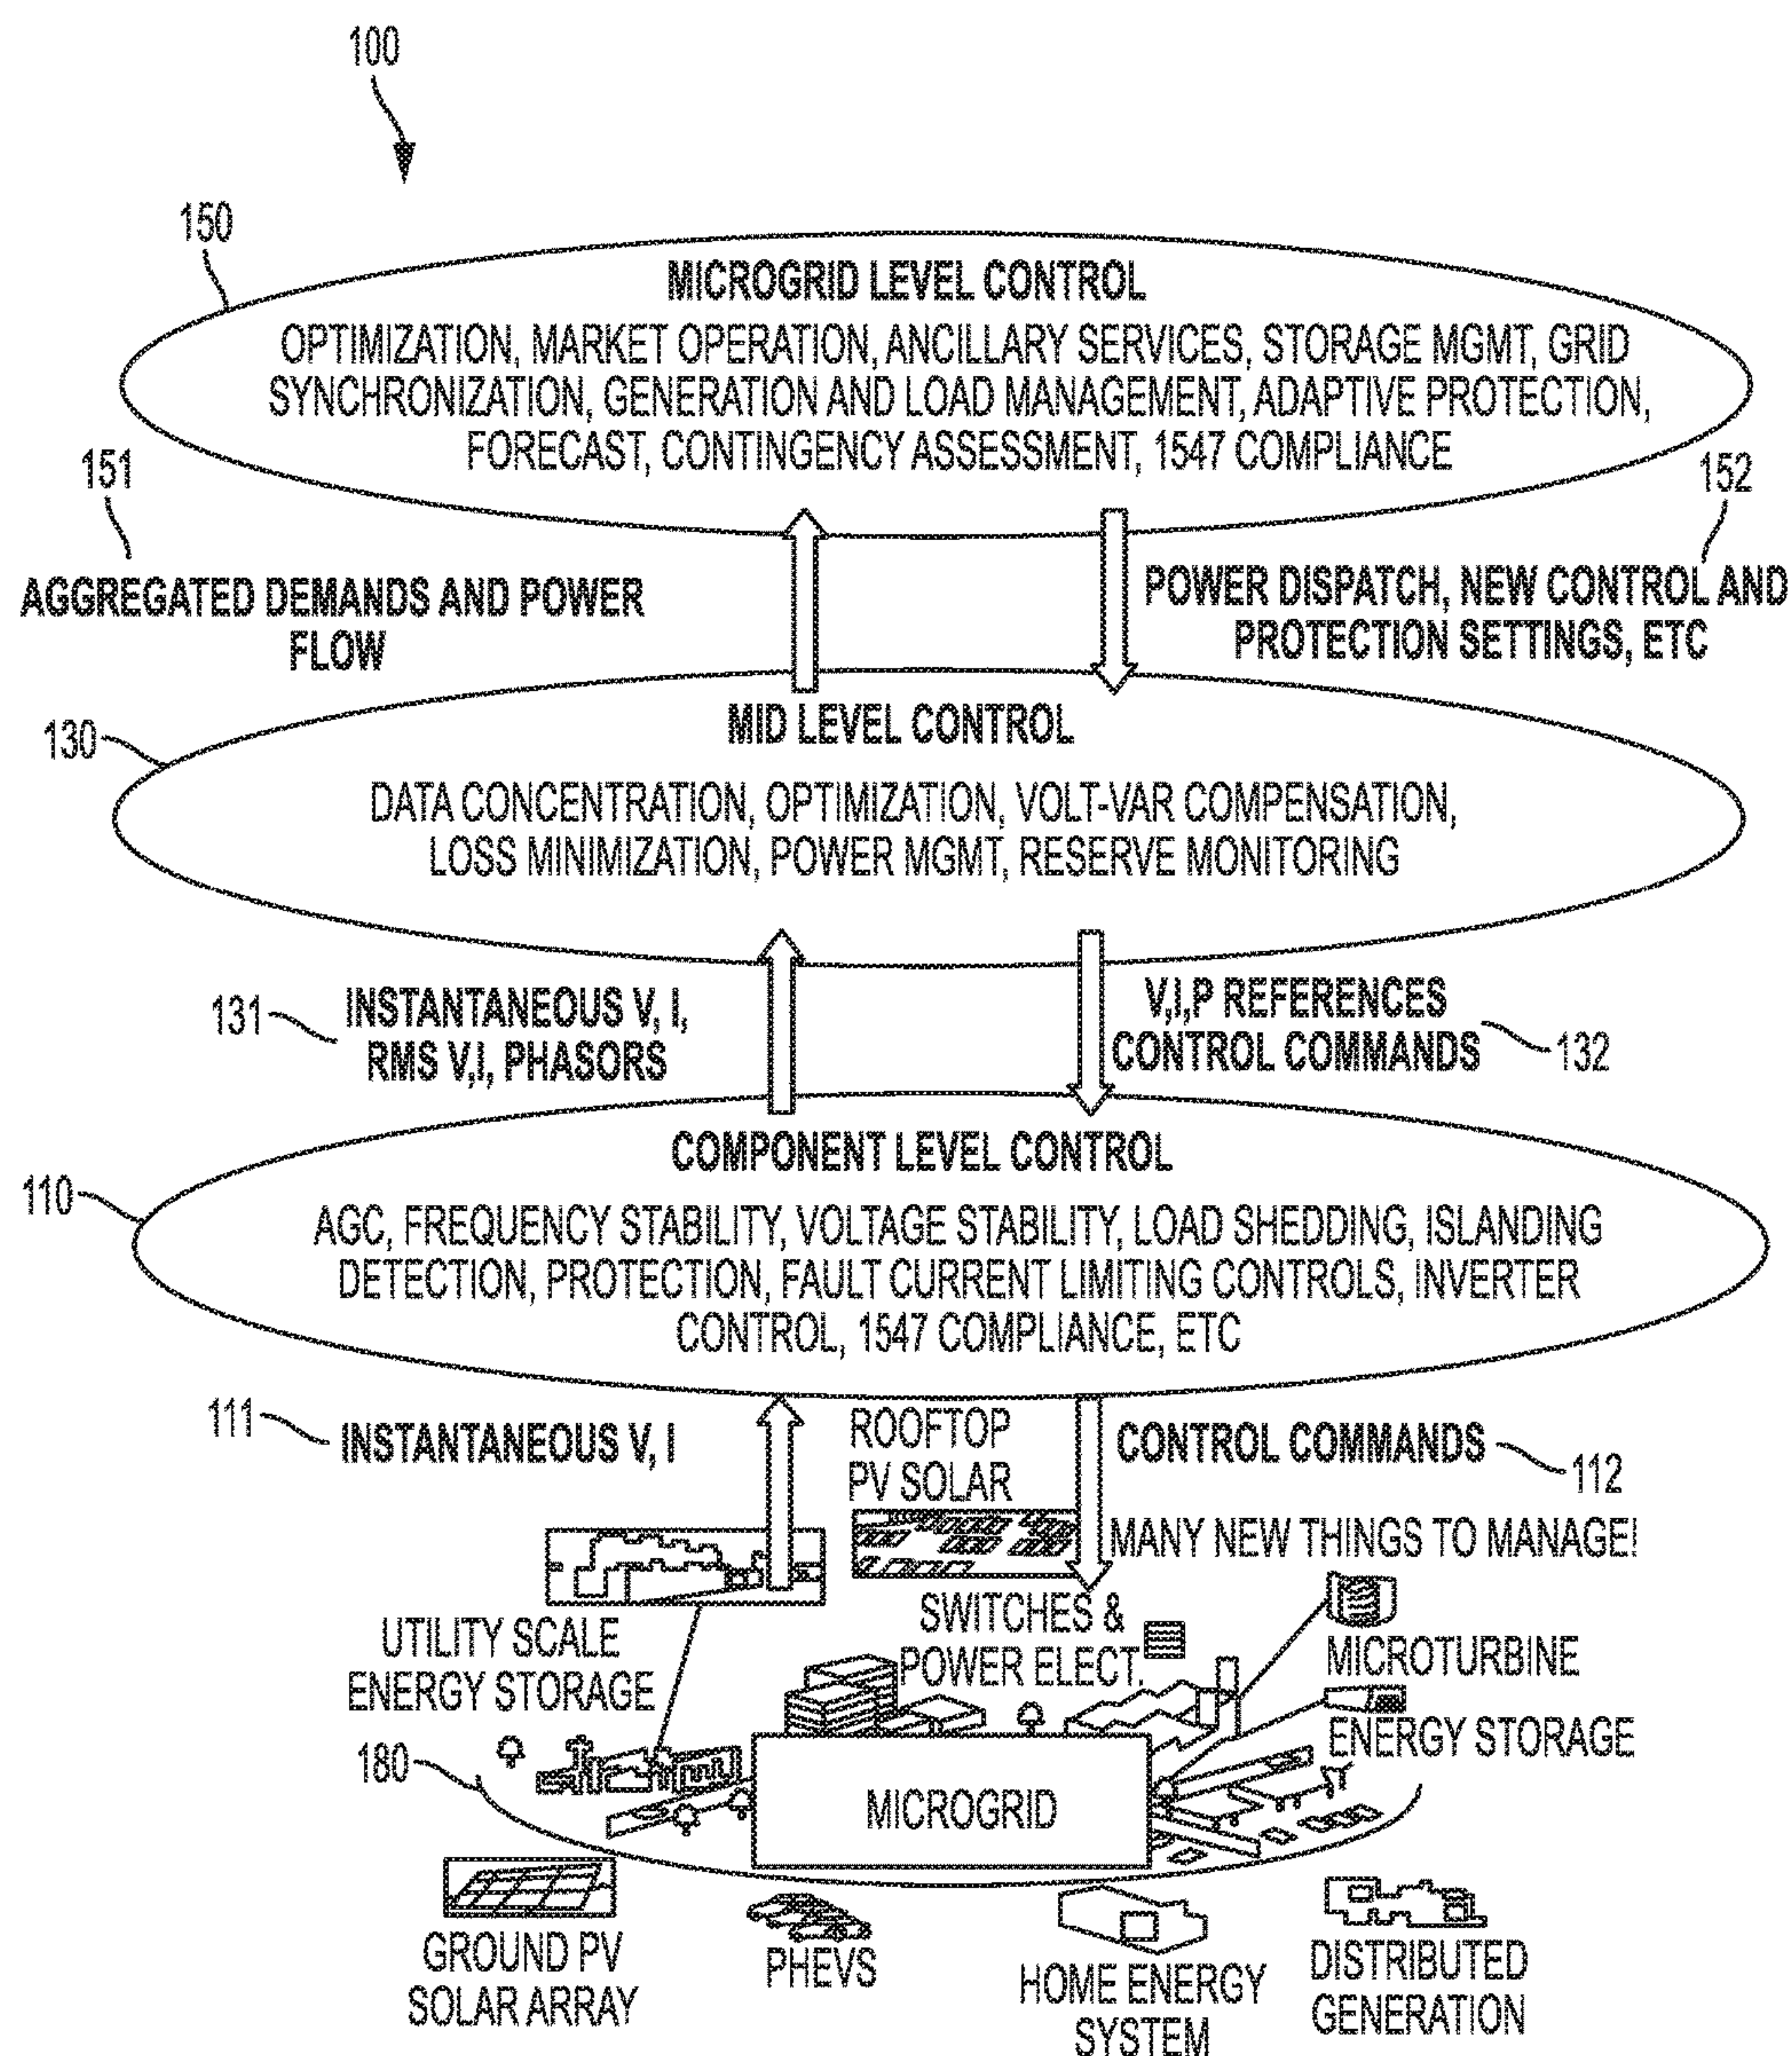 100
150
MICROGRID LEVEL CONTROL
OPTIMIZATION, MARKET OPERATION, ANCILLARY SERVICES, STORAGE MGMT, GRID
SYNCHRONIZATION, GENERATION AND LOAD MANAGEMENT, ADAPTIVE PROTECTION,
FORECAST, CONTINGENCY ASSESSMENT, 1547 COMPLIANCE
151
152
AGGREGATED DEMANDS AND POWER
FLOW
POWER DISPATCH, NEW CONTROL AND
PROTECTION SETTINGS, ETC
130
MID LEVEL CONTROL
DATA CONCENTRATION, OPTIMIZATION, VOLT-VAR COMPENSATION,
LOSS MINIMIZATION, POWER MGMT, RESERVE MONITORING
131
INSTANTANEOUS V, I,
RMS V,I, PHASORS
V,I,P REFERENCES
CONTROL COMMANDS
132
110
COMPONENT LEVEL CONTROL
AGC, FREQUENCY STABILITY, VOLTAGE STABILITY, LOAD SHEDDING, ISLANDING
DETECTION, PROTECTION, FAULT CURRENT LIMITING CONTROLS, INVERTER
CONTROL, 1547 COMPLIANCE, ETC
111
INSTANTANEOUS V, I
ROOFTOP
PV SOLAR
CONTROL COMMANDS
112
MANY NEW THINGS TO MANAGE!
UTILITY SCALE
ENERGY STORAGE
SWITCHES &
POWER ELECT.
MICROTURBINE
ENERGY STORAGE
180
MICROGRID
GROUND PV
SOLAR ARRAY
PHEVS
HOME ENERGY
SYSTEM
DISTRIBUTED
GENERATION